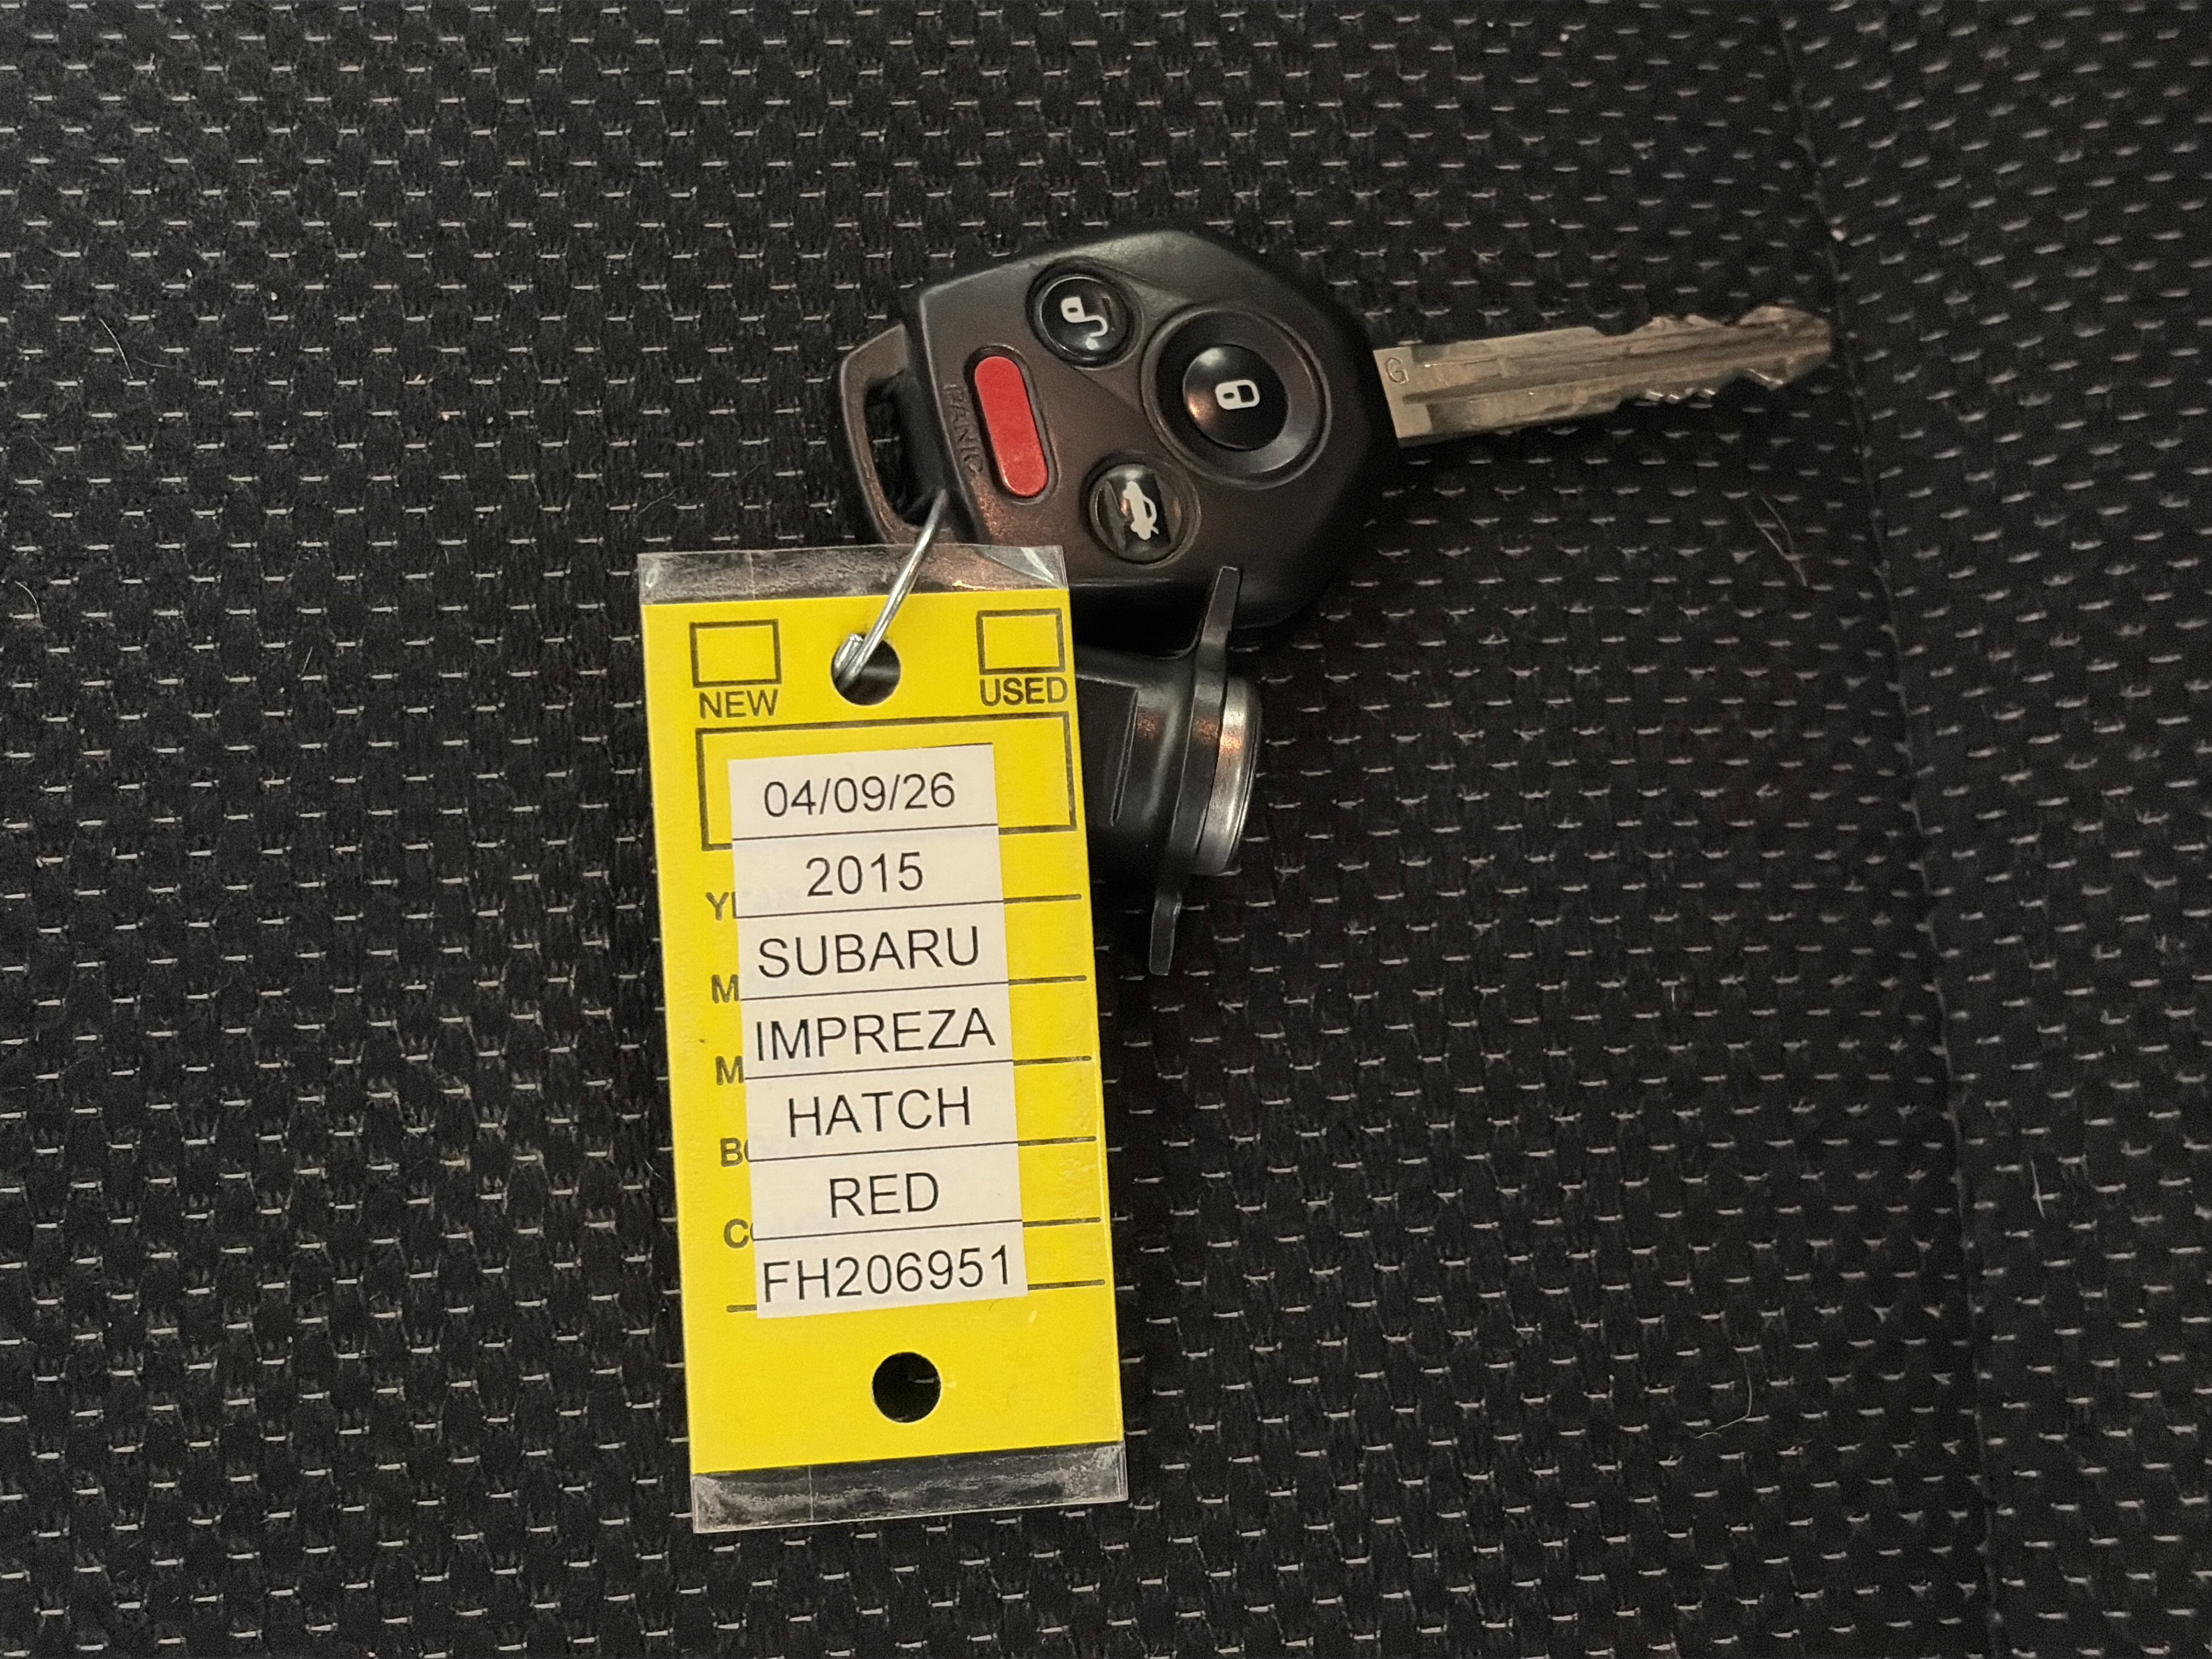 G
PANIC
NEW USED
04/09/26
2015
SUBARU
IMPREZA
HATCH
RED
FH206951